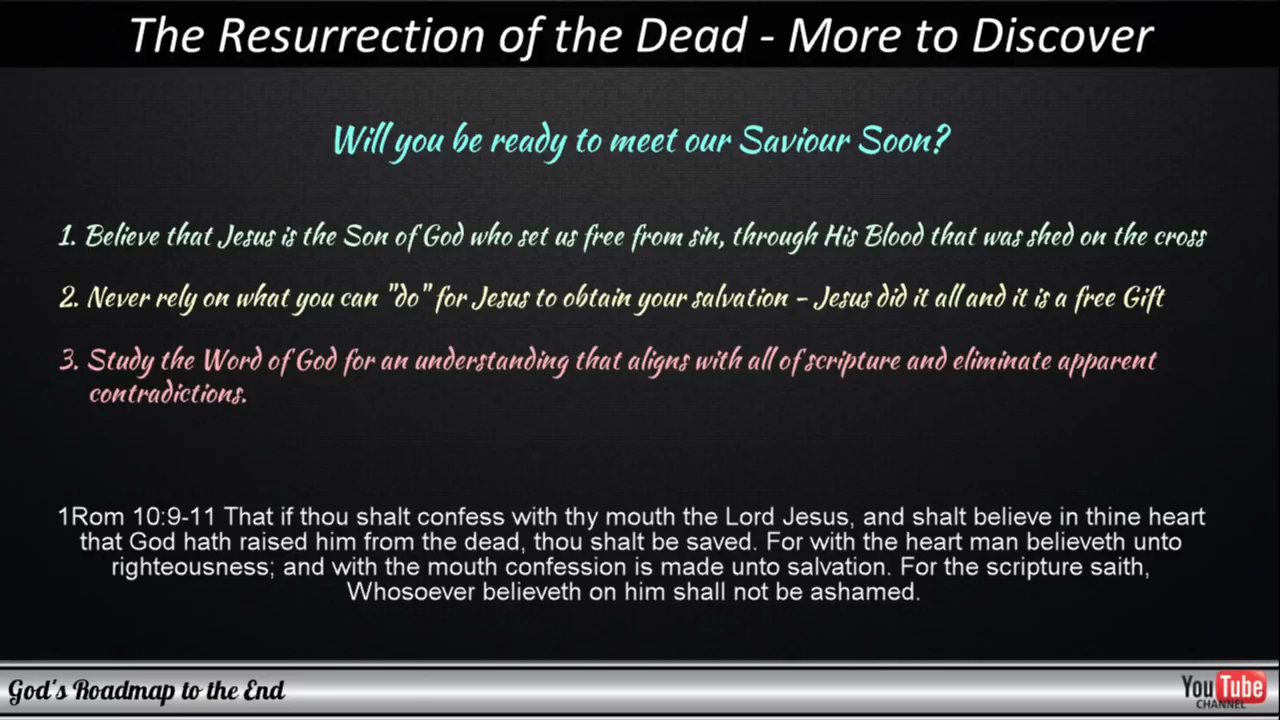 The Resurrection of the Dead - More to Discover
Will you be ready to meet our Saviour Soon?
1. Believe that Jesus is the Son of God who set us free from sin, through His Blood that was shed on the cross
2. Never rely on what you can "do" for Jesus to obtain your salvation – Jesus did it all and it is a free Gift
3. Study the Word of God for an understanding that aligns with all of scripture and eliminate apparent
contradictions.
1Rom 10:9-11 That if thou shalt confess with thy mouth the Lord Jesus, and shalt believe in thine heart
that God hath raised him from the dead, thou shalt be saved. For with the heart man believeth unto
righteousness; and with the mouth confession is made unto salvation. For the scripture saith,
Whosoever believeth on him shall not be ashamed.
God's Roadmap to the End
YouTube
CHANNEL